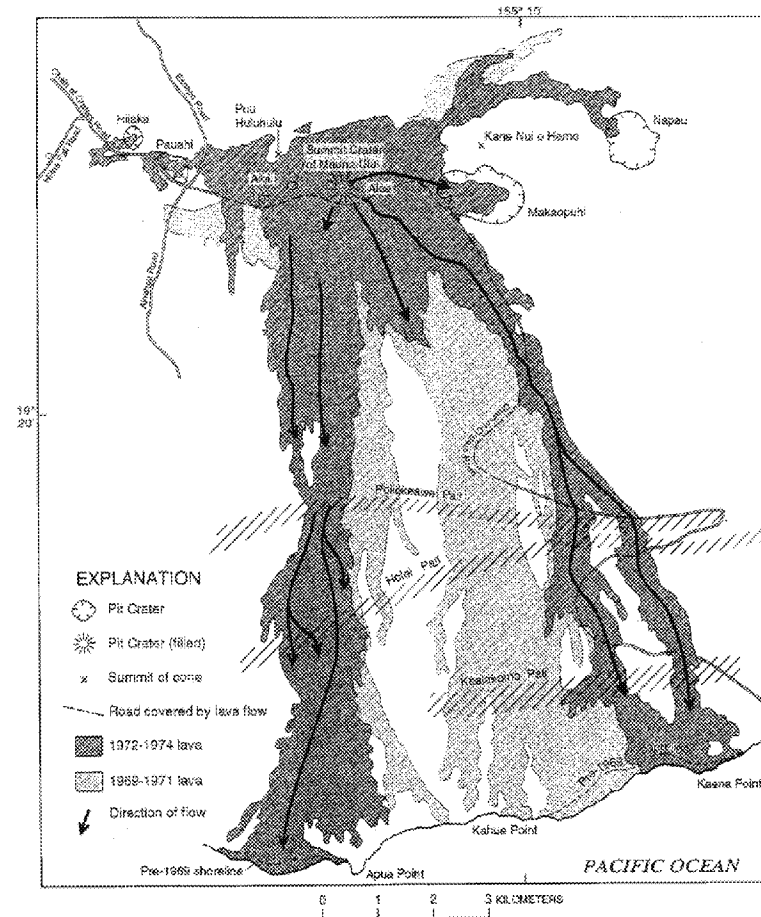 155° 10'
Hiiaka
Pauahi
Puu
Huluhulu
Summit Crater
of Mauna Ulu
Alae
Kane Nui o Hamo
Napau
Makaopuhi
19°
20'
Poliokeawe Pali
Holei Pali
EXPLANATION
Pit Crater
Pit Crater (filled)
Summit of cone
Road covered by lava flow
1972-1974 lava
1969-1971 lava
Direction of flow
Pre-1969
Kaena Point
Kahue Point
Pre-1969 shoreline
Apua Point
PACIFIC OCEAN
0 1 2 3 KILOMETERS